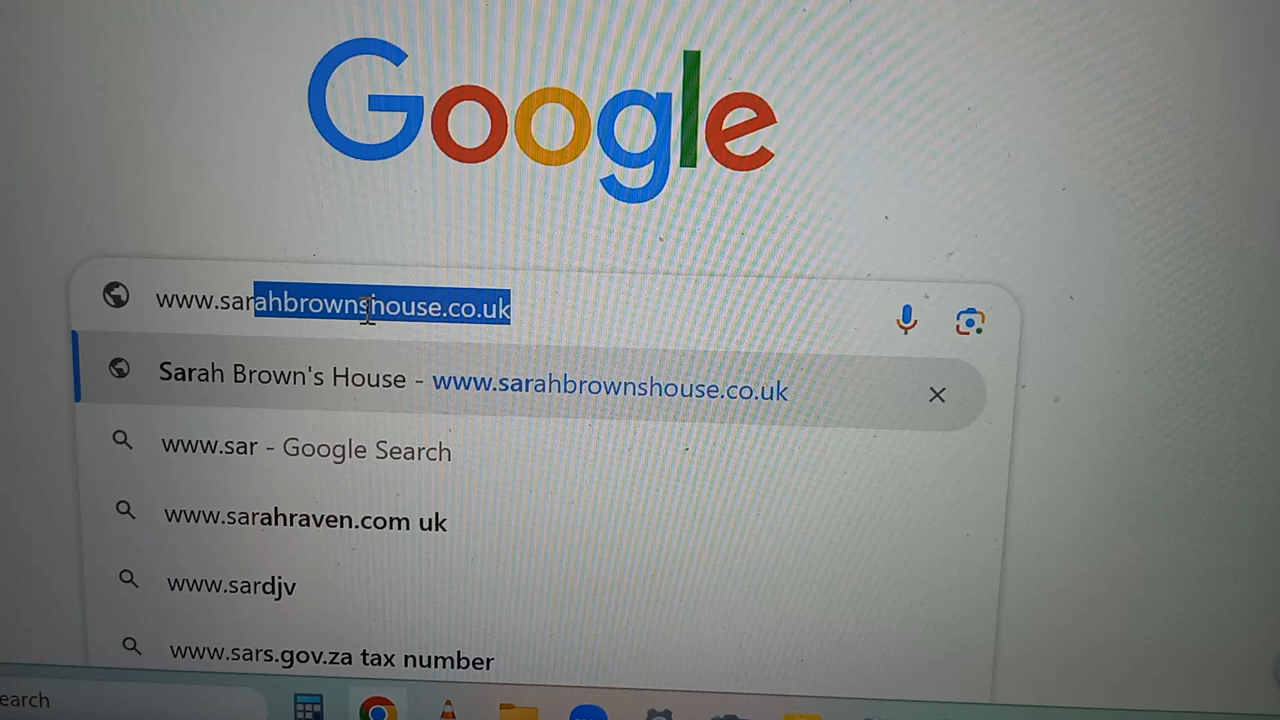 Google
www.sarahbrownshouse.co.uk
Sarah Brown's House - www.sarahbrownshouse.co.uk
www.sar - Google Search
www.sarahraven.com uk
www.sardjv
www.sars.gov.za tax number
earch